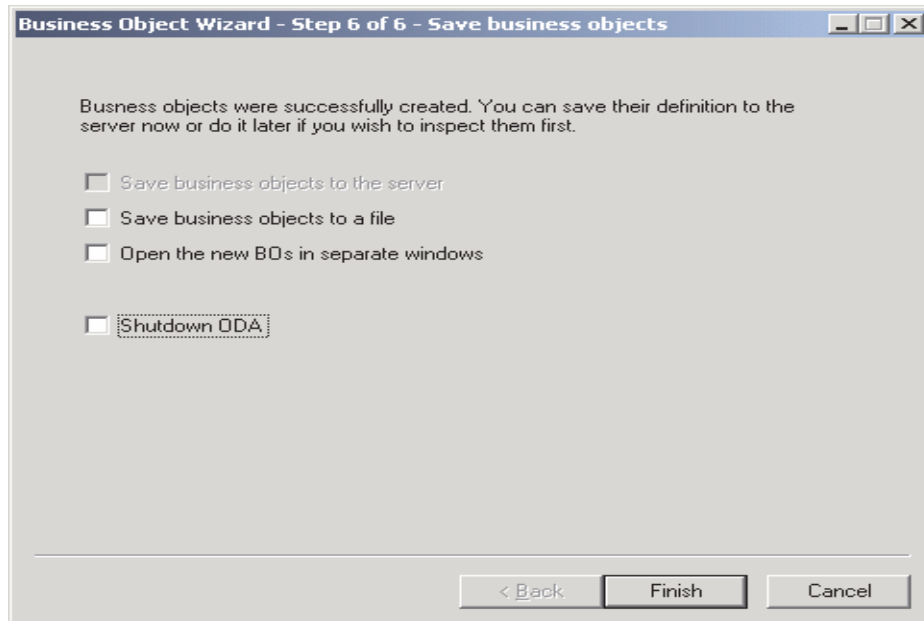 Business Object Wizard - Step 6 of 6 - Save business objects
Busness objects were successfully created. You can save their definition to the
server now or do it later if you wish to inspect them first.
Save business objects to the server
Save business objects to a file
Open the new BOs in separate windows
Shutdown ODA
< Back
Finish
Cancel